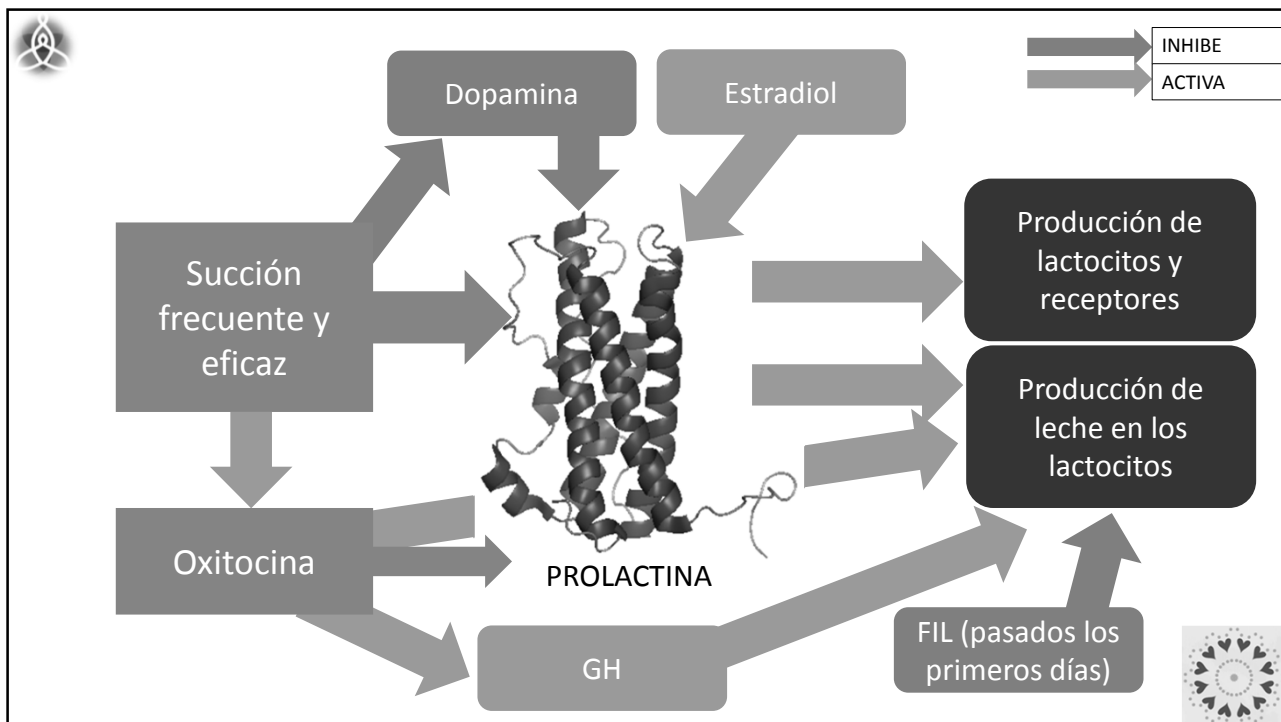 INHIBE
ACTIVA
Dopamina
Estradiol
Succión
frecuente y
eficaz
Producción de
lactocitos y
receptores
Producción de
leche en los
lactocitos
Oxitocina
PROLACTINA
GH
FIL (pasados los
primeros días)